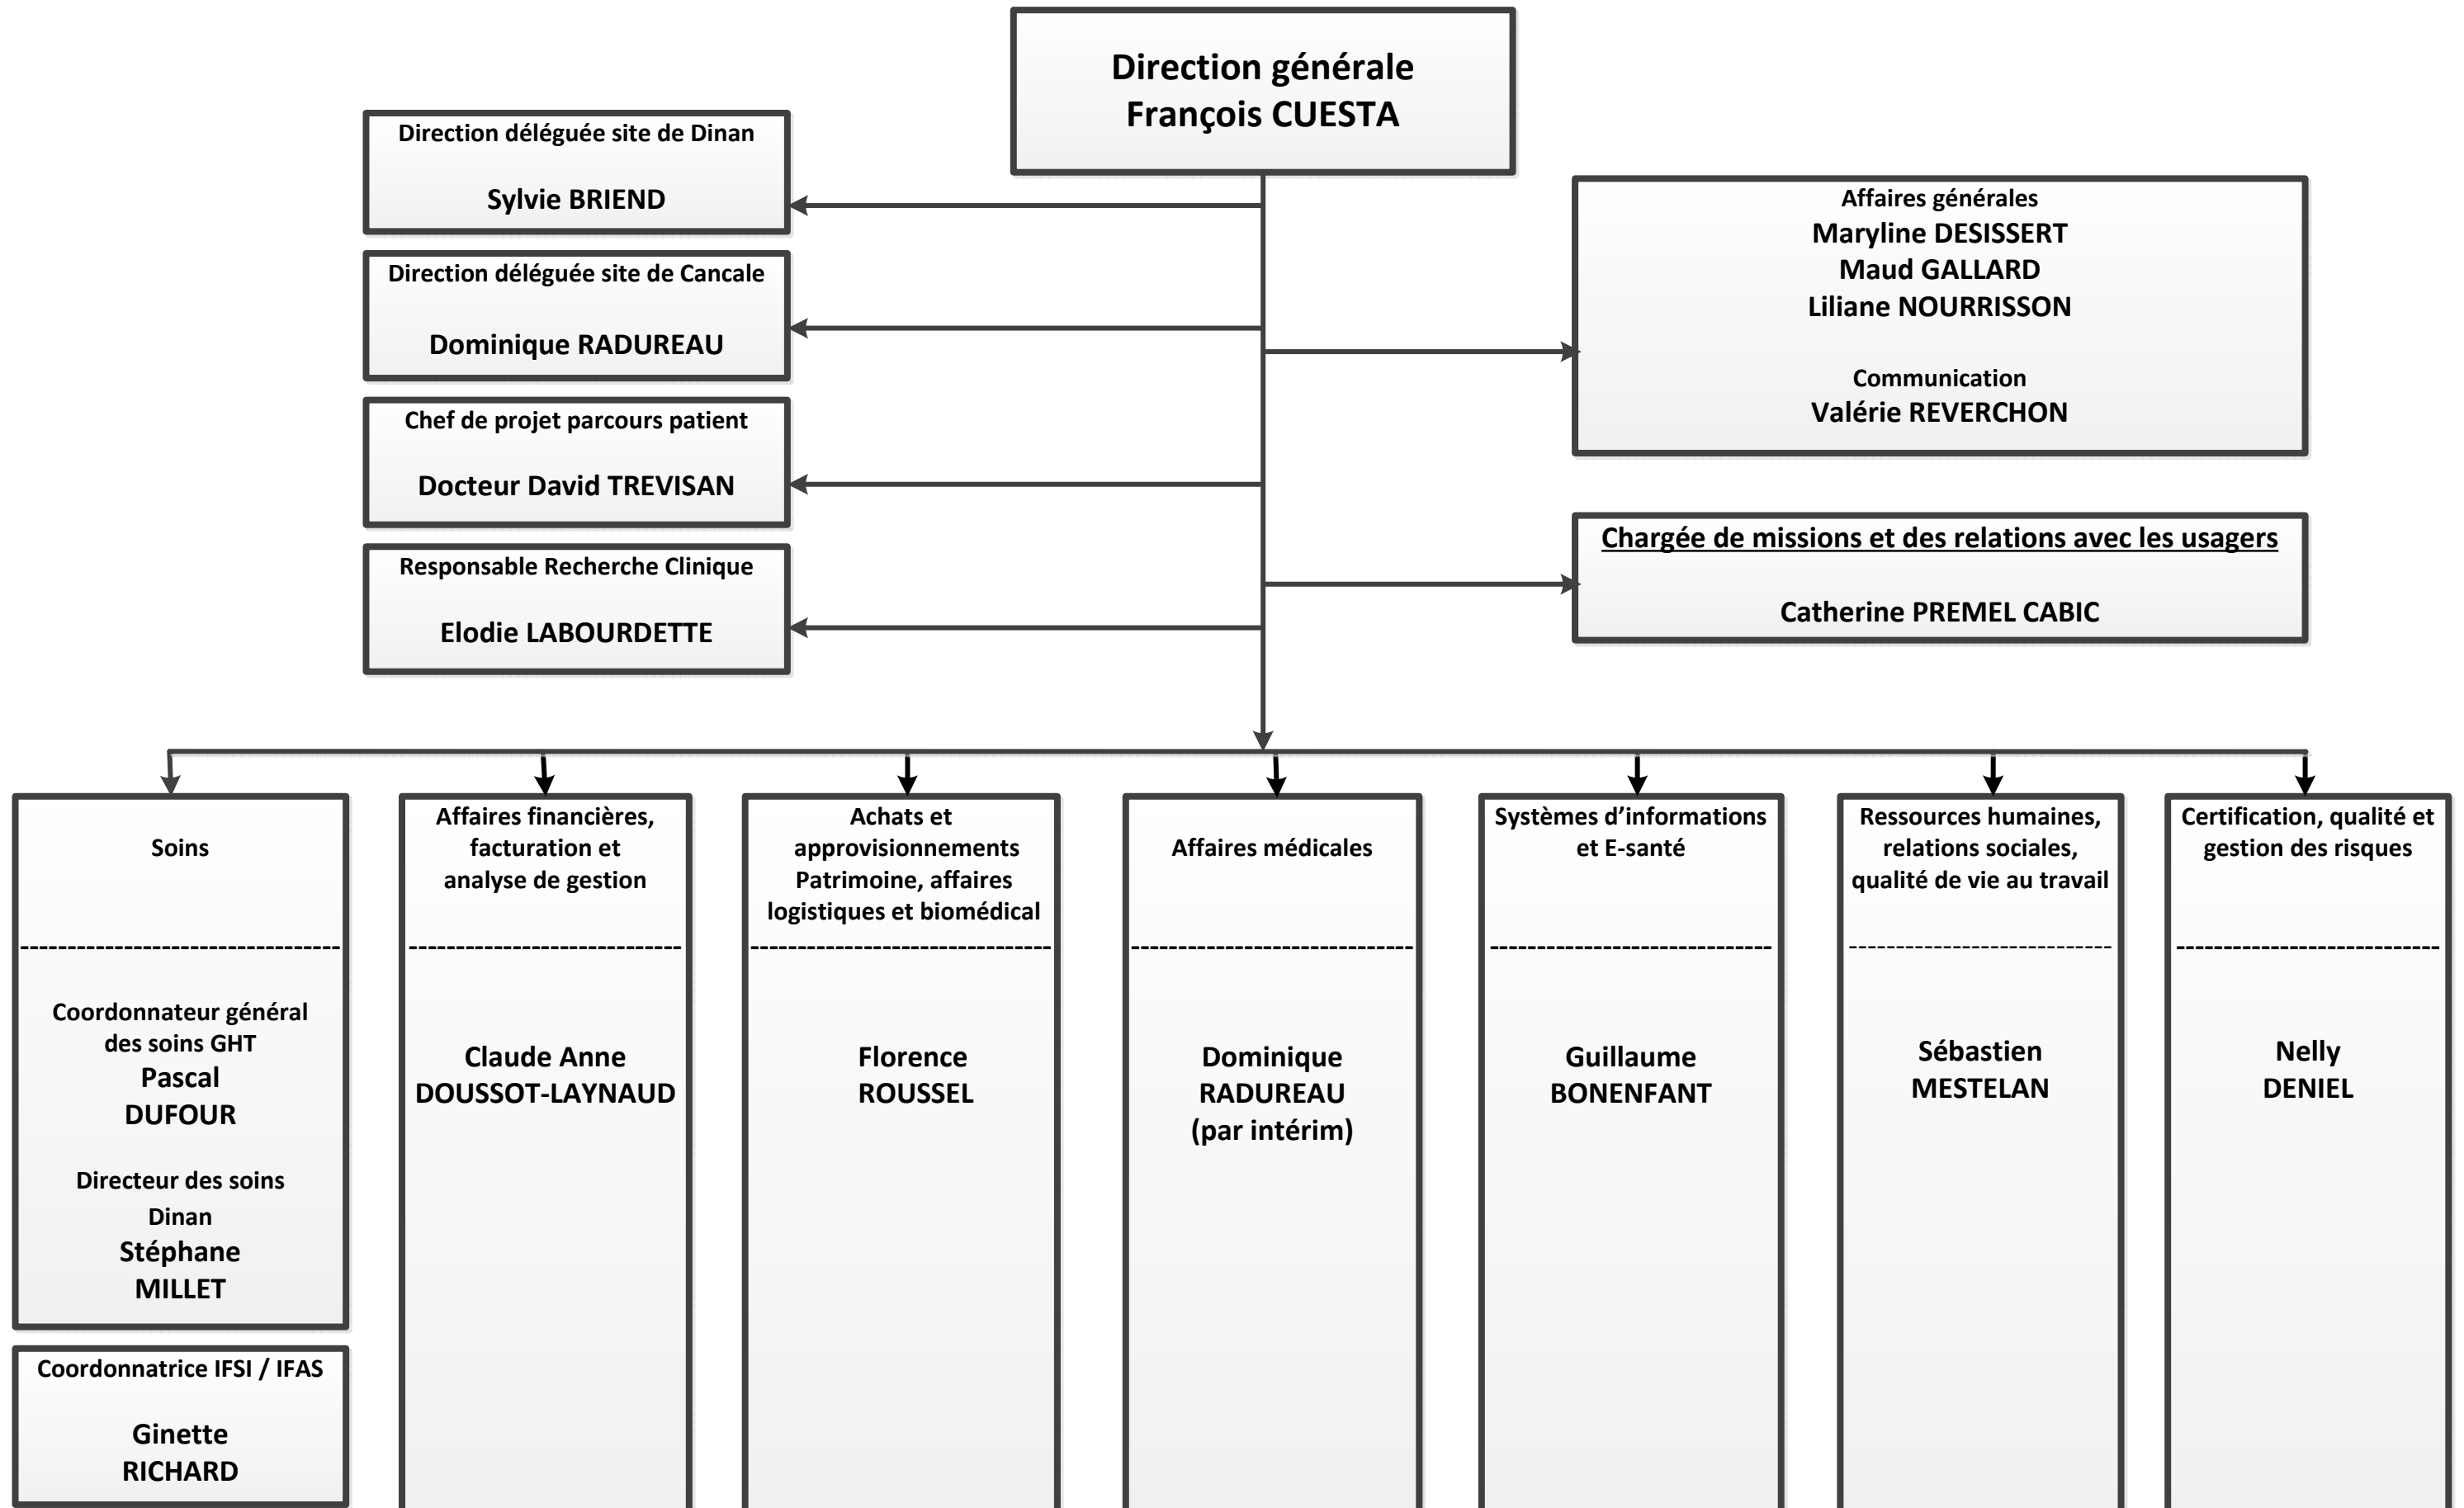 Direction générale
François CUESTA
Direction déléguée site de Dinan
Sylvie BRIEND
Direction déléguée site de Cancale
Dominique RADUREAU
Chef de projet parcours patient
Docteur David TREVISAN
Responsable Recherche Clinique
Elodie LABOURDETTE
Affaires générales
Maryline DESISSERT
Maud GALLARD
Liliane NOURRISSON
Communication
Valérie REVERCHON
Chargée de missions et des relations avec les usagers
Catherine PREMEL CABIC
Soins
Coordonnateur général
des soins GHT
Pascal
DUFOUR
Directeur des soins
Dinan
Stéphane
MILLET
Coordonnatrice IFSI / IFAS
Ginette
RICHARD
Affaires financières,
facturation et
analyse de gestion
Claude Anne
DOUSSOT-LAYNAUD
Achats et
approvisionnements
Patrimoine, affaires
logistiques et biomédical
Florence
ROUSSEL
Affaires médicales
Dominique
RADUREAU
(par intérim)
Systèmes d’informations
et E-santé
Guillaume
BONENFANT
Ressources humaines,
relations sociales,
qualité de vie au travail
Sébastien
MESTELAN
Certification, qualité et
gestion des risques
Nelly
DENIEL